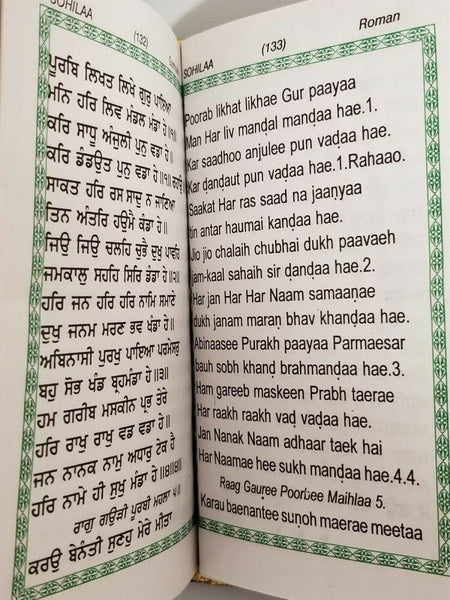 SOHILAA
(132)
ਪੂਰਬਿ ਲਿਖਤ ਲਿਖੇ ਗੁਰੁ ਪਾਇਆ
ਮਨਿ ਹਰਿ ਲਿਵ ਮੰਡਲ ਮੰਡਾ ਹੇ ॥੧॥
ਕਰਿ ਸਾਧੂ ਅੰਜੁਲੀ ਪੁਨੁ ਵਡਾ ਹੇ ॥
ਕਰਿ ਡੰਡਉਤ ਪੁਨੁ ਵਡਾ ਹੇ ॥੧॥
ਸਾਕਤ ਹਰਿ ਰਸ ਸਾਦੁ ਨ ਜਾਣਿਆ
ਤਿਨ ਅੰਤਰਿ ਹਉਮੈ ਕੰਡਾ ਹੇ ॥
ਜਿਉ ਜਿਉ ਚਲਹਿ ਚੁਭੈ ਦੁਖੁ ਪਾਵਹਿ
ਜਮਕਾਲੁ ਸਹਹਿ ਸਿਰਿ ਡੰਡਾ ਹੇ ॥੨॥
ਹਰਿ ਜਨ ਹਰਿ ਹਰਿ ਨਾਮਿ ਸਮਾਣੇ
ਦੁਖੁ ਜਨਮ ਮਰਣ ਭਵ ਖੰਡਾ ਹੇ ॥
ਅਬਿਨਾਸੀ ਪੁਰਖੁ ਪਾਇਆ ਪਰਮੇਸਰੁ
ਬਹੁ ਸੋਭ ਖੰਡ ਬ੍ਰਹਮੰਡਾ ਹੇ ॥੩॥
ਹਮ ਗਰੀਬ ਮਸਕੀਨ ਪ੍ਰਭ ਤੇਰੇ
ਹਰਿ ਰਾਖੁ ਰਾਖੁ ਵਡ ਵਡਾ ਹੇ ॥
ਜਨ ਨਾਨਕ ਨਾਮੁ ਅਧਾਰੁ ਟੇਕ ਹੈ
ਹਰਿ ਨਾਮੇ ਹੀ ਸੁਖੁ ਮੰਡਾ ਹੇ ॥੪॥੪॥
ਰਾਗੁ ਗਉੜੀ ਪੂਰਬੀ ਮਹਲਾ ੫॥
ਕਰਉ ਬੇਨੰਤੀ ਸੁਣਹੁ ਮੇਰੇ ਮੀਤਾ
SOHILAA
(133)
Roman
Poorab likhat likhae Gur paayaa
Man Har liv manḍal manḍaa hae.1.
Kar saadhoo anjulee pun vaḍaa hae.
Kar ḍanḍaut pun vaḍaa hae.1.Rahaao.
Saakat Har ras saad na jaaṇyaa
tin antar haumai kanḍaa hae.
Jio jio chalaih chubhai dukh paavaeh
jam-kaal sahaih sir ḍanḍaa hae.2.
Har jan Har Har Naam samaaṇae
dukh janam maraṇ bhav khanḍaa hae.
Abinaasee Purakh paayaa Parmaesar
bauh sobh khanḍ brahmanḍaa hae.3.
Ham gareeb maskeen Prabh taerae
Har raakh raakh vaḍ vaḍaa hae.
Jan Nanak Naam adhaar taek hai
Har Naamae hee sukh manḍaa hae.4.4.
Raag Gauree Poorbee Maihlaa 5.
Karau baenantee suṇoh maerae meetaa